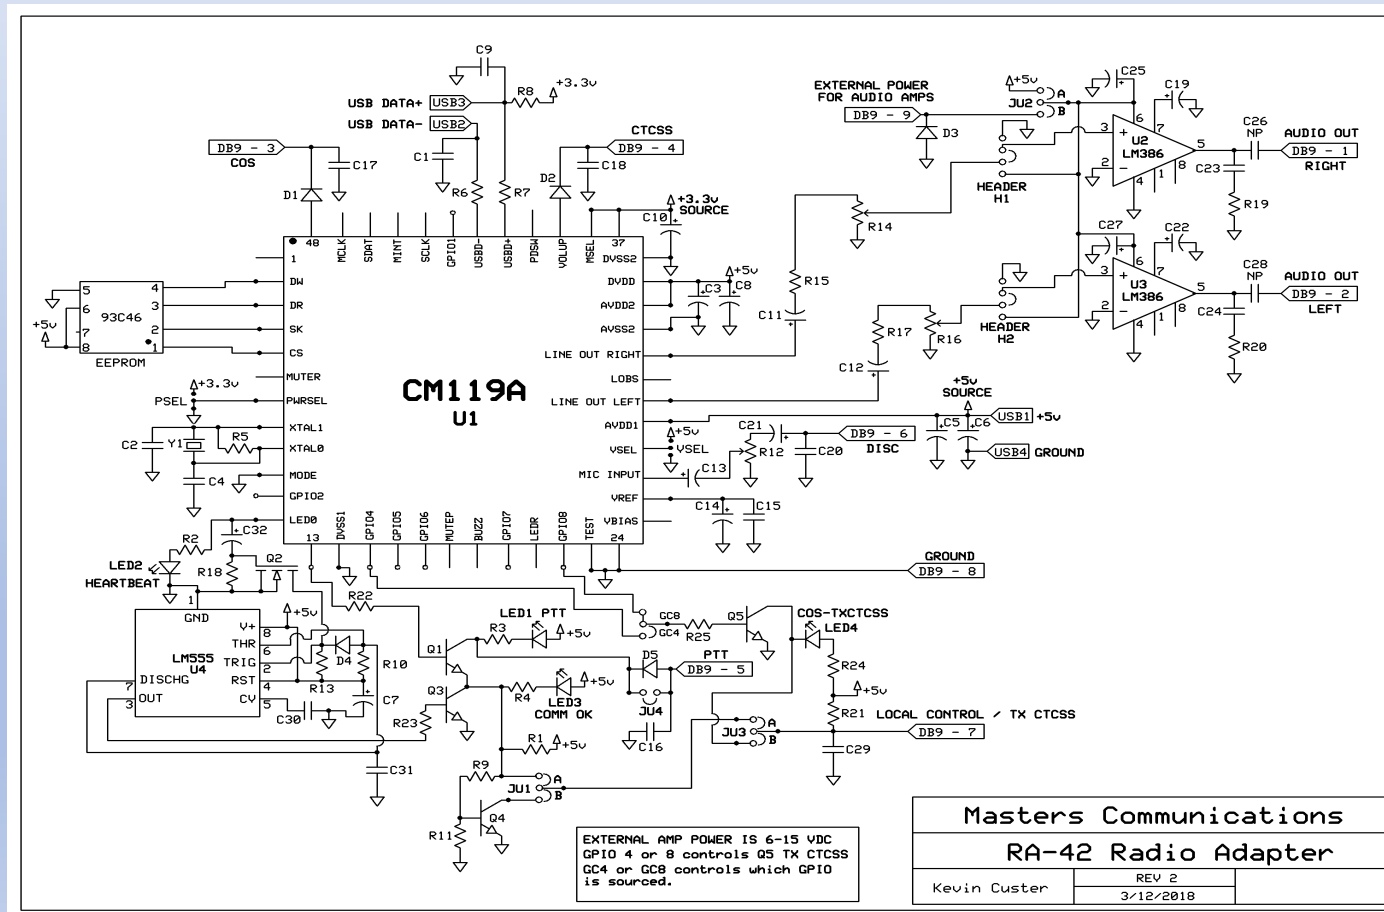 C9
+3.3v
R8
USB DATA+ USB3
USB DATA- USB2
CTCSS
DB9 - 3
COS
C17
C1
DB9 - 4
C18
D1
R6
R7
D2
+3.3v
SOURCE
C10
EXTERNAL POWER
FOR AUDIO AMPS
DB9 - 9
D3
+5v
JU2
A
B
C25
C19
6
7
3
+
2
-
U2
LM386
5
8
4
1
C26
NP
AUDIO OUT
DB9 - 1
RIGHT
C23
R19
HEADER
H1
R14
R15
C11
C27
C22
6
7
3
+
2
-
U3
LM386
5
8
4
1
C28
NP
AUDIO OUT
DB9 - 2
LEFT
C24
R20
HEADER
H2
R17
R16
C12
48
MCLK
SDAT
MINT
SCLK
GPIO1
USBD-
USBD+
PDSW
VOLUP
MSEL
37
1
DW
DR
SK
CS
MUTER
PWRSEL
XTAL1
XTAL0
MODE
GPIO2
LED0
DVSS2
DVDD
AVDD2
AVSS2
LINE OUT RIGHT
LOBS
LINE OUT LEFT
AVDD1
VSEL
MIC INPUT
VREF
VBIAS
CM119A
U1
13
DVSS1
GPIO4
GPIO5
GPIO6
MUTEP
BUZZ
GPIO7
LEDR
GPIO8
TEST
24
5
6
7
8
4
3
2
1
93C46
EEPROM
+5v
+3.3v
PSEL
C2
Y1
R5
C4
+5v
C3
C8
+5v
VSEL
C21
R12
C13
DB9 - 6
DISC
C20
+5v
SOURCE
USB1 +5v
C5
C6
USB4 GROUND
C14
C15
GROUND
DB9 - 8
C32
R2
LED2
HEARTBEAT
R18
Q2
1
GND
V+
8
THR
6
TRIG
2
RST
4
CV
5
LM555
U4
DISCHG
7
OUT
3
+5v
R13
D4
R10
C7
C30
C31
R22
Q1
Q3
R23
R3
LED1 PTT
+5v
R4
LED3
COMM OK
+5v
R1
+5v
R9
R11
Q4
JU1
A
B
GC8
GC4
R25
Q5
D5
PTT
DB9 - 5
JU4
C16
COS-TXCTCSS
LED4
R24
+5v
R21
LOCAL CONTROL / TX CTCSS
DB9 - 7
JU3
A
B
C29
EXTERNAL AMP POWER IS 6-15 VDC
GPIO 4 or 8 controls Q5 TX CTCSS
GC4 or GC8 controls which GPIO
is sourced.
Masters Communications
RA-42 Radio Adapter
Kevin Custer
REV 2
3/12/2018